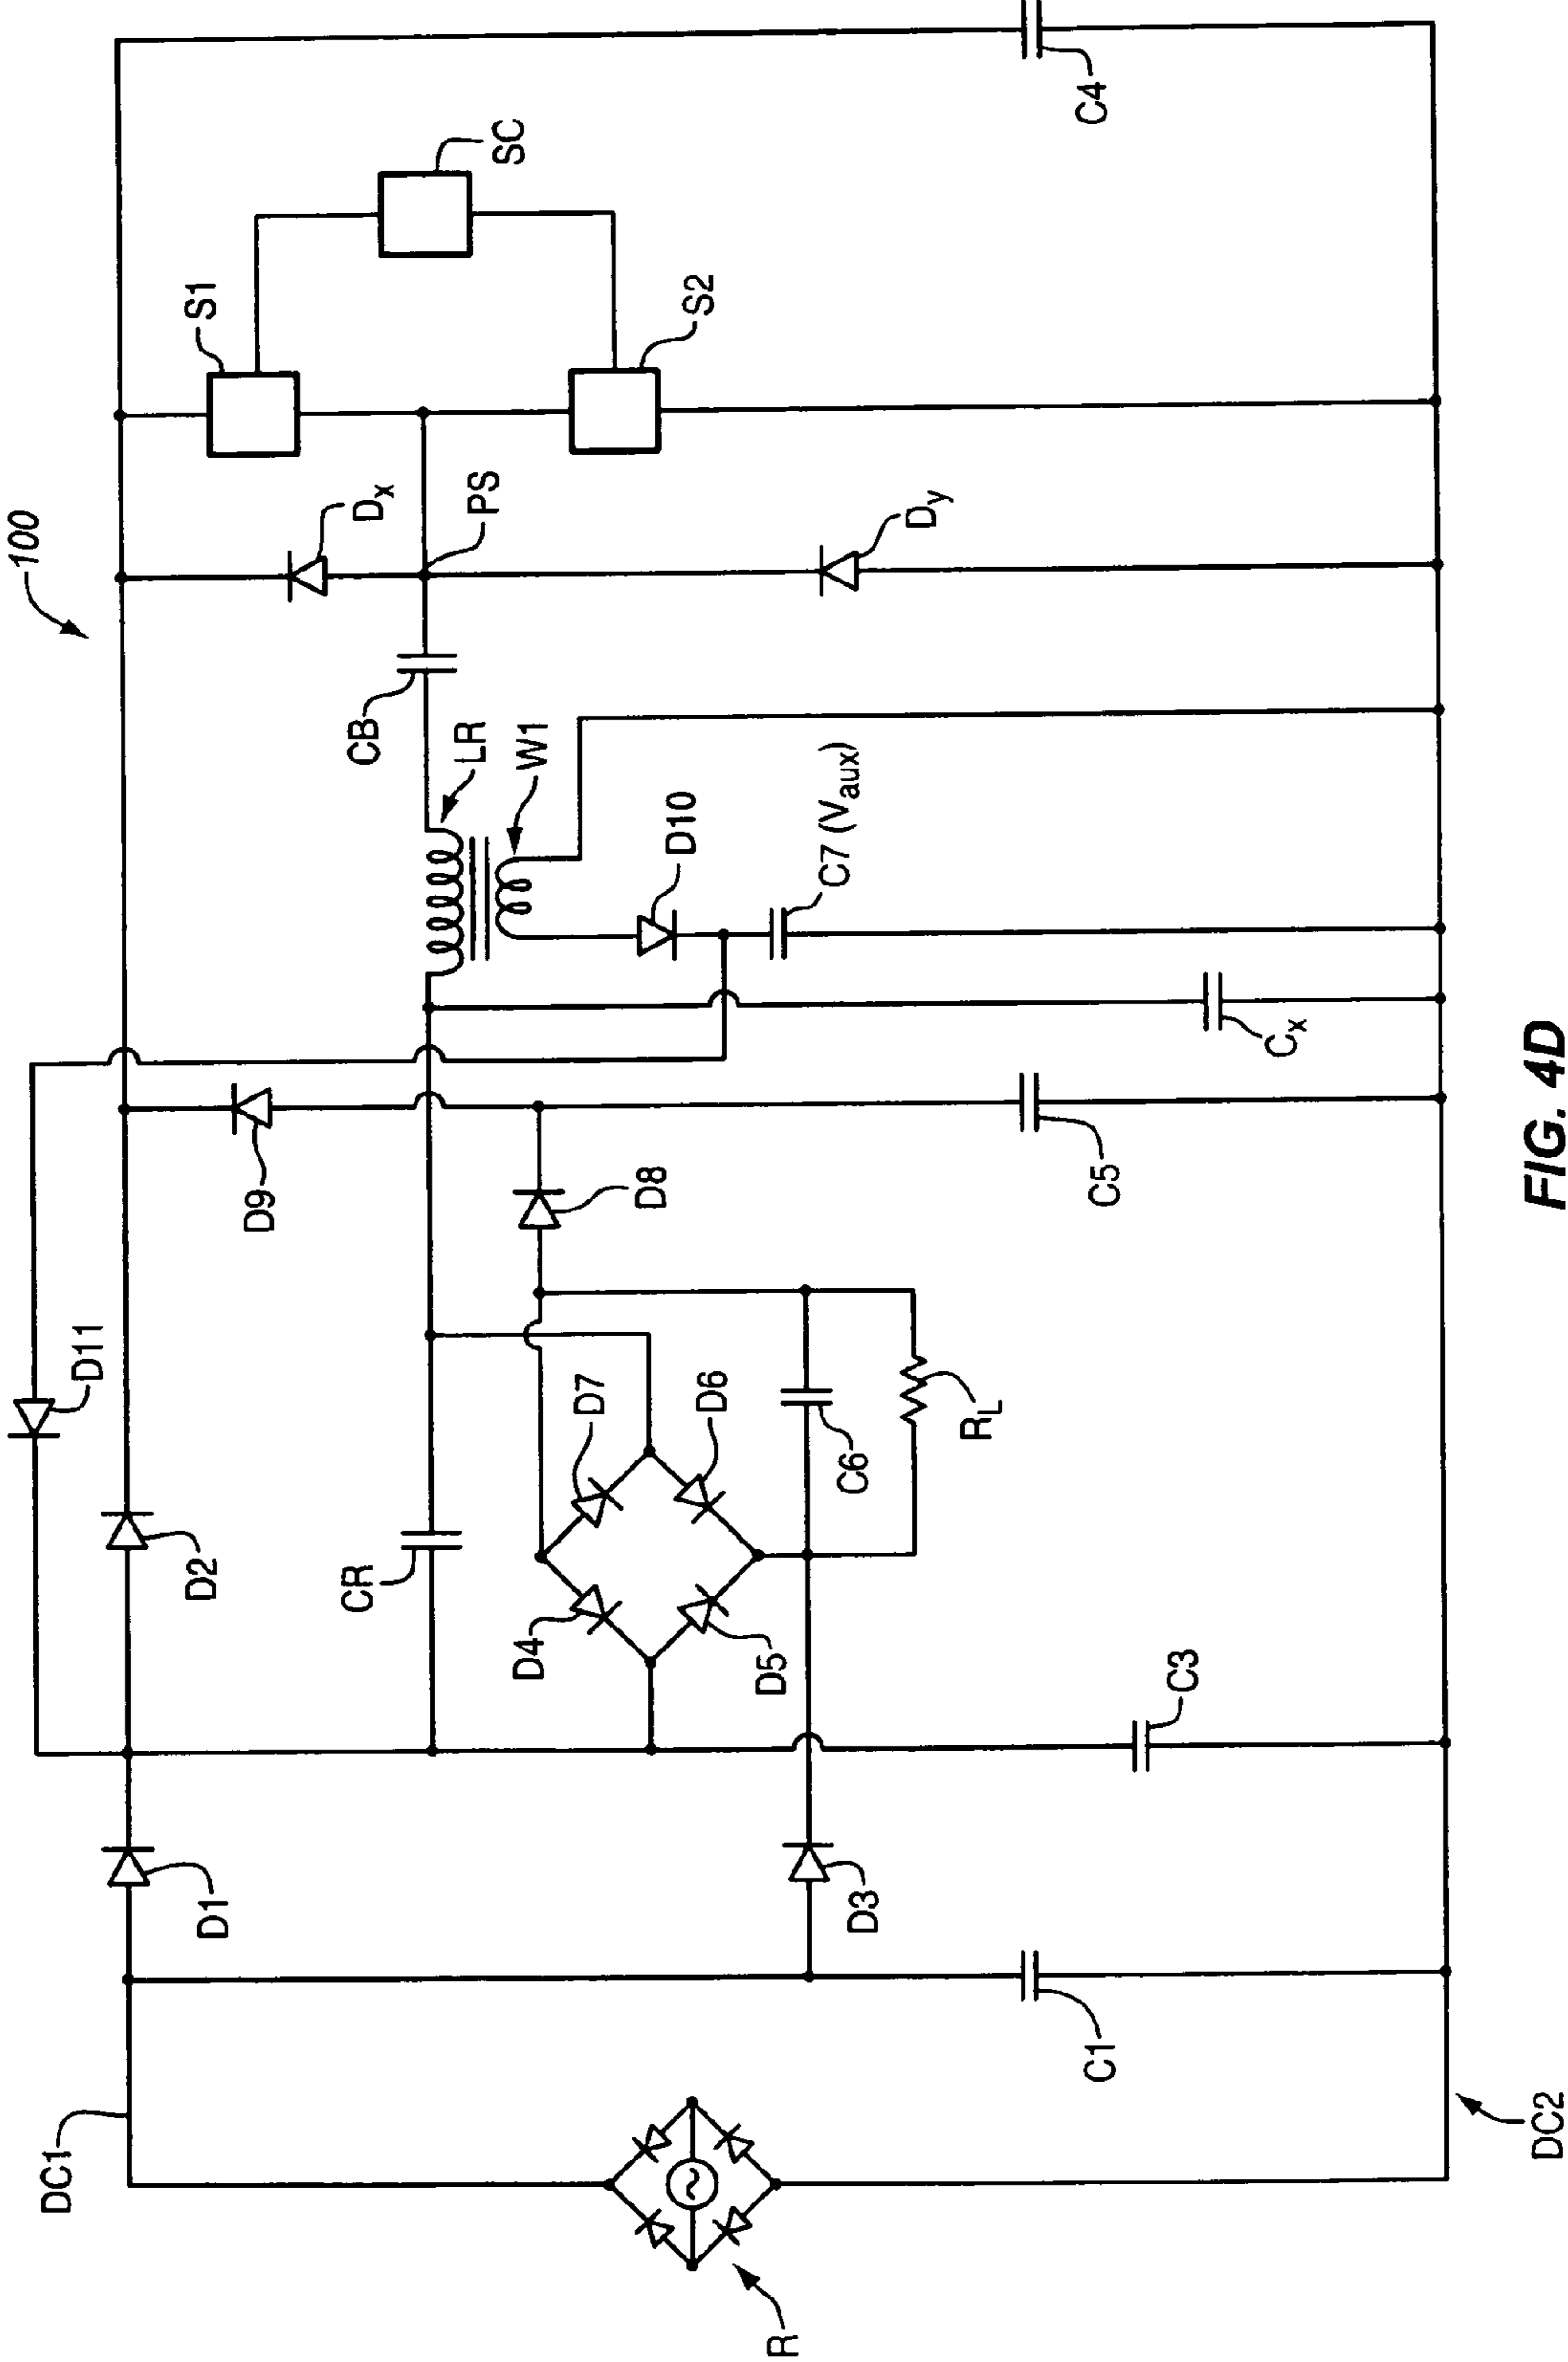 100
S1
SC
C4
Dx
PS
S2
Dy
CB
LR
W1
D10
C7 (Vaux)
Cx
D9
D8
C5
D11
D2
CR
D7
D6
D4
D5
C6
RL
C3
D1
D3
C1
DC1
R
DC2
FIG. 4D